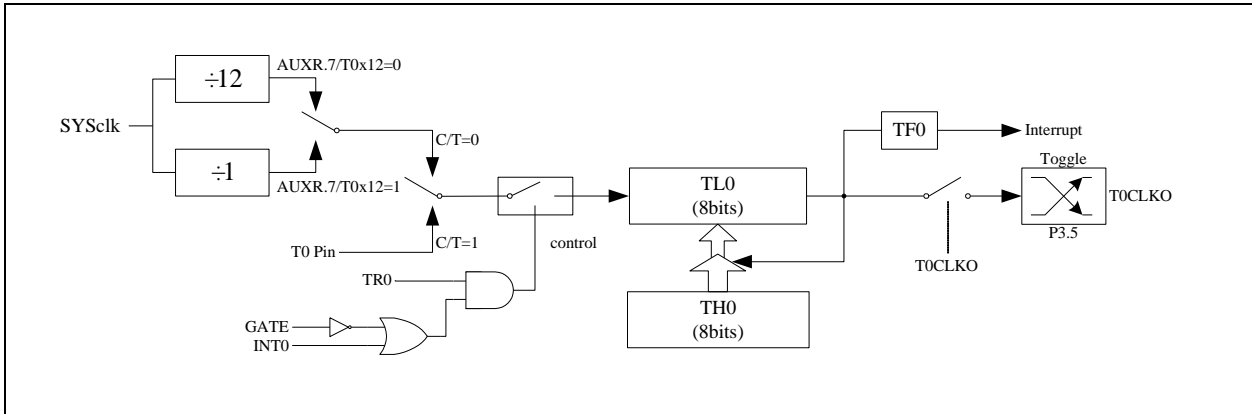 ÷12
AUXR.7/T0x12=0
SYSclk
÷1
AUXR.7/T0x12=1
C/T=0
T0 Pin
C/T=1
control
TR0
GATE
INT0
TL0
(8bits)
TH0
(8bits)
TF0
Interrupt
Toggle
T0CLKO
P3.5
T0CLKO